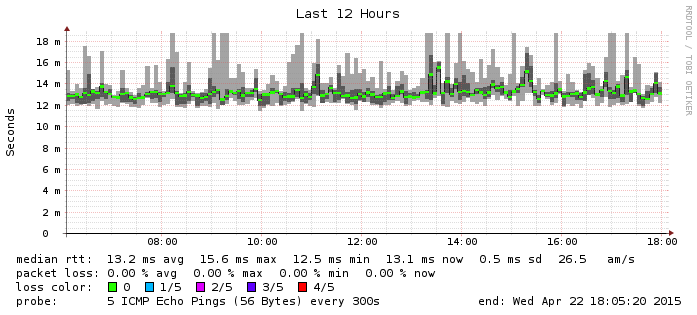 Last 12 Hours
RRDTOOL / TOBI OETIKER
Seconds
18 m
16 m
14 m
12 m
10 m
8 m
6 m
4 m
2 m
0
08:00 10:00 12:00 14:00 16:00 18:00
median rtt: 13.2 ms avg 15.6 ms max 12.5 ms min 13.1 ms now 0.5 ms sd 26.5 am/s
packet loss: 0.00 % avg 0.00 % max 0.00 % min 0.00 % now
loss color: 0 1/5 2/5 3/5 4/5
probe: 5 ICMP Echo Pings (56 Bytes) every 300s end: Wed Apr 22 18:05:20 2015